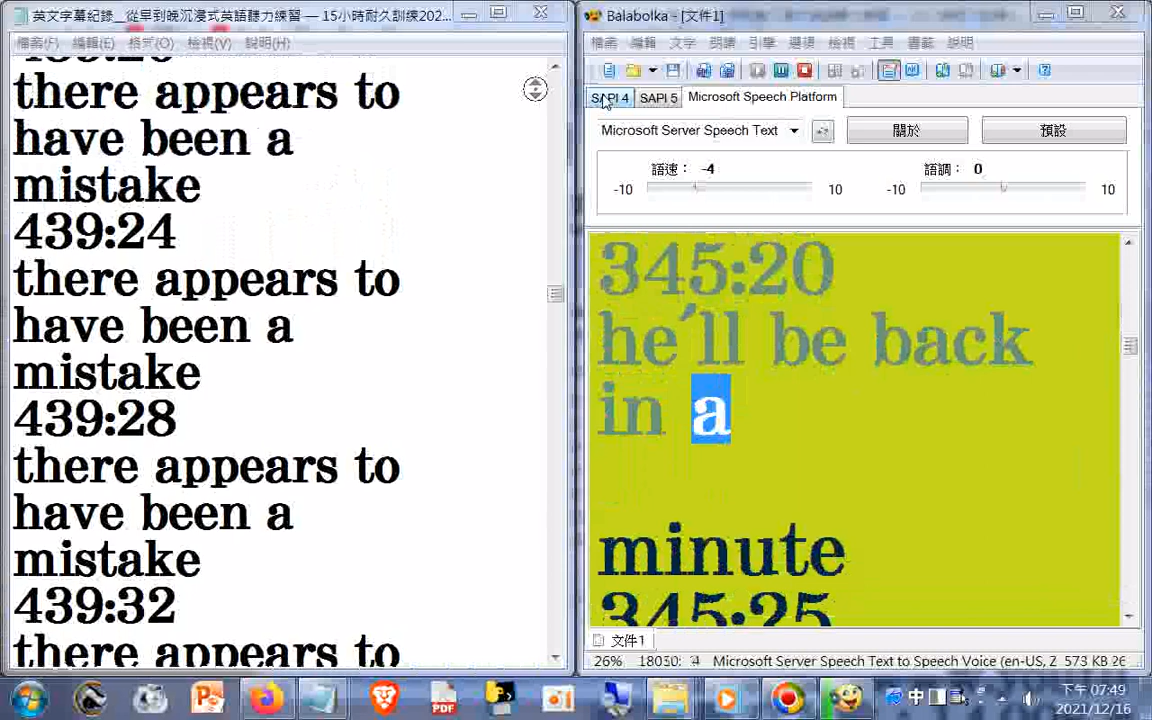 英文字幕紀錄__從早到晚沉浸式英語聽力練習 — 15小時耐久訓練202...
檔案(F) 編輯(E) 格式(O) 檢視(V) 說明(H)
there appears to
have been a
mistake
439:24
there appears to
have been a
mistake
439:28
there appears to
have been a
mistake
439:32
there appears to
Balabolka - [文件1]
檔案 編輯 文字 朗讀 引擎 選項 檢視 工具 書籤 說明
SAPI 4 SAPI 5 Microsoft Speech Platform
Microsoft Server Speech Text 關於 預設
語速： -4 語調： 0
-10 10 -10 10
345:20
he'll be back
in a
minute
345:25
文件1
26% Microsoft Server Speech Text to Speech Voice (en-US, Z 573 KB 26
PDF 中 下午 07:49
2021/12/16